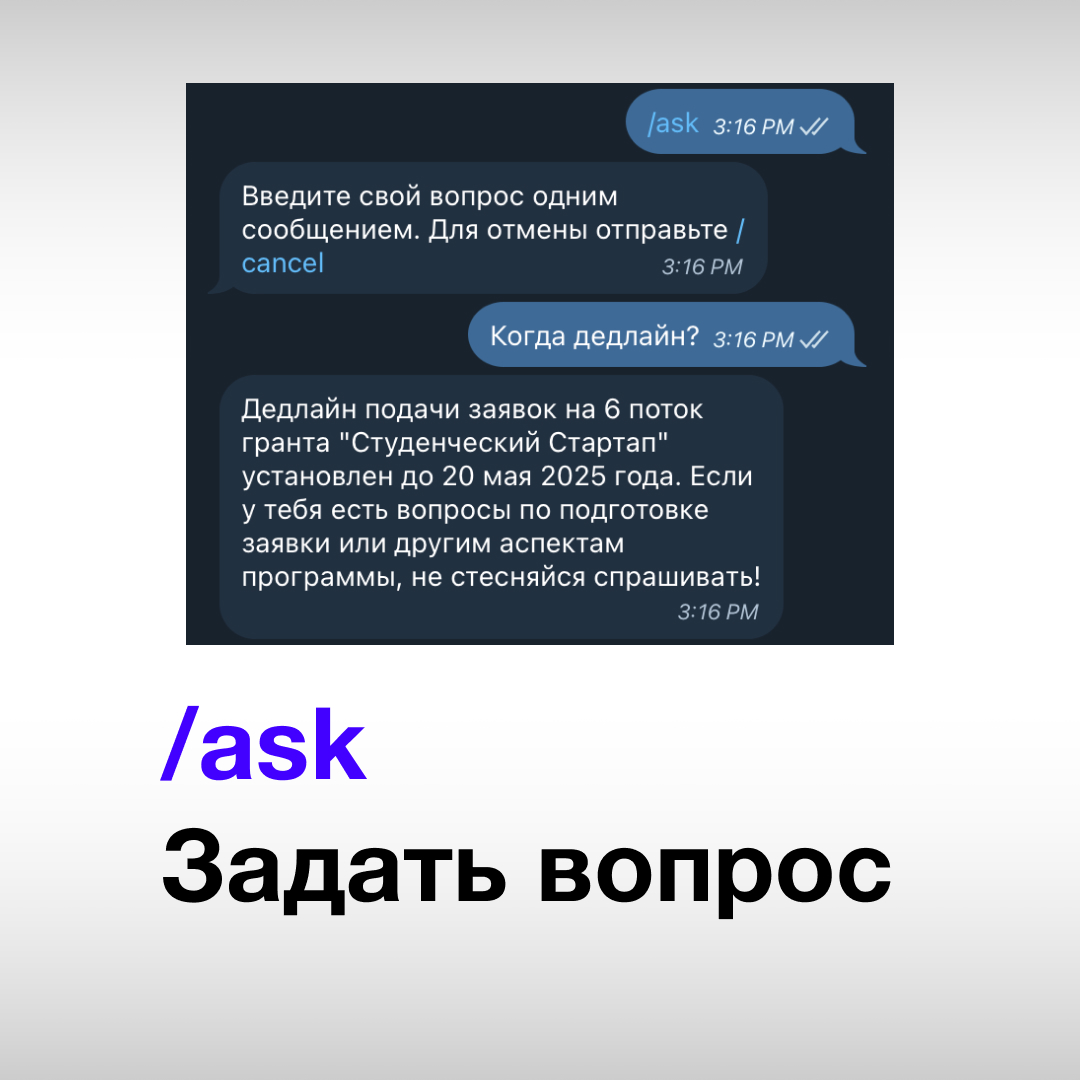 /ask 3:16 PM
Введите свой вопрос одним
сообщением. Для отмены отправьте /
cancel 3:16 PM
Когда дедлайн? 3:16 PM
Дедлайн подачи заявок на 6 поток
гранта "Студенческий Стартап"
установлен до 20 мая 2025 года. Если
у тебя есть вопросы по подготовке
заявки или другим аспектам
программы, не стесняйся спрашивать!
3:16 PM
/ask
Задать вопрос